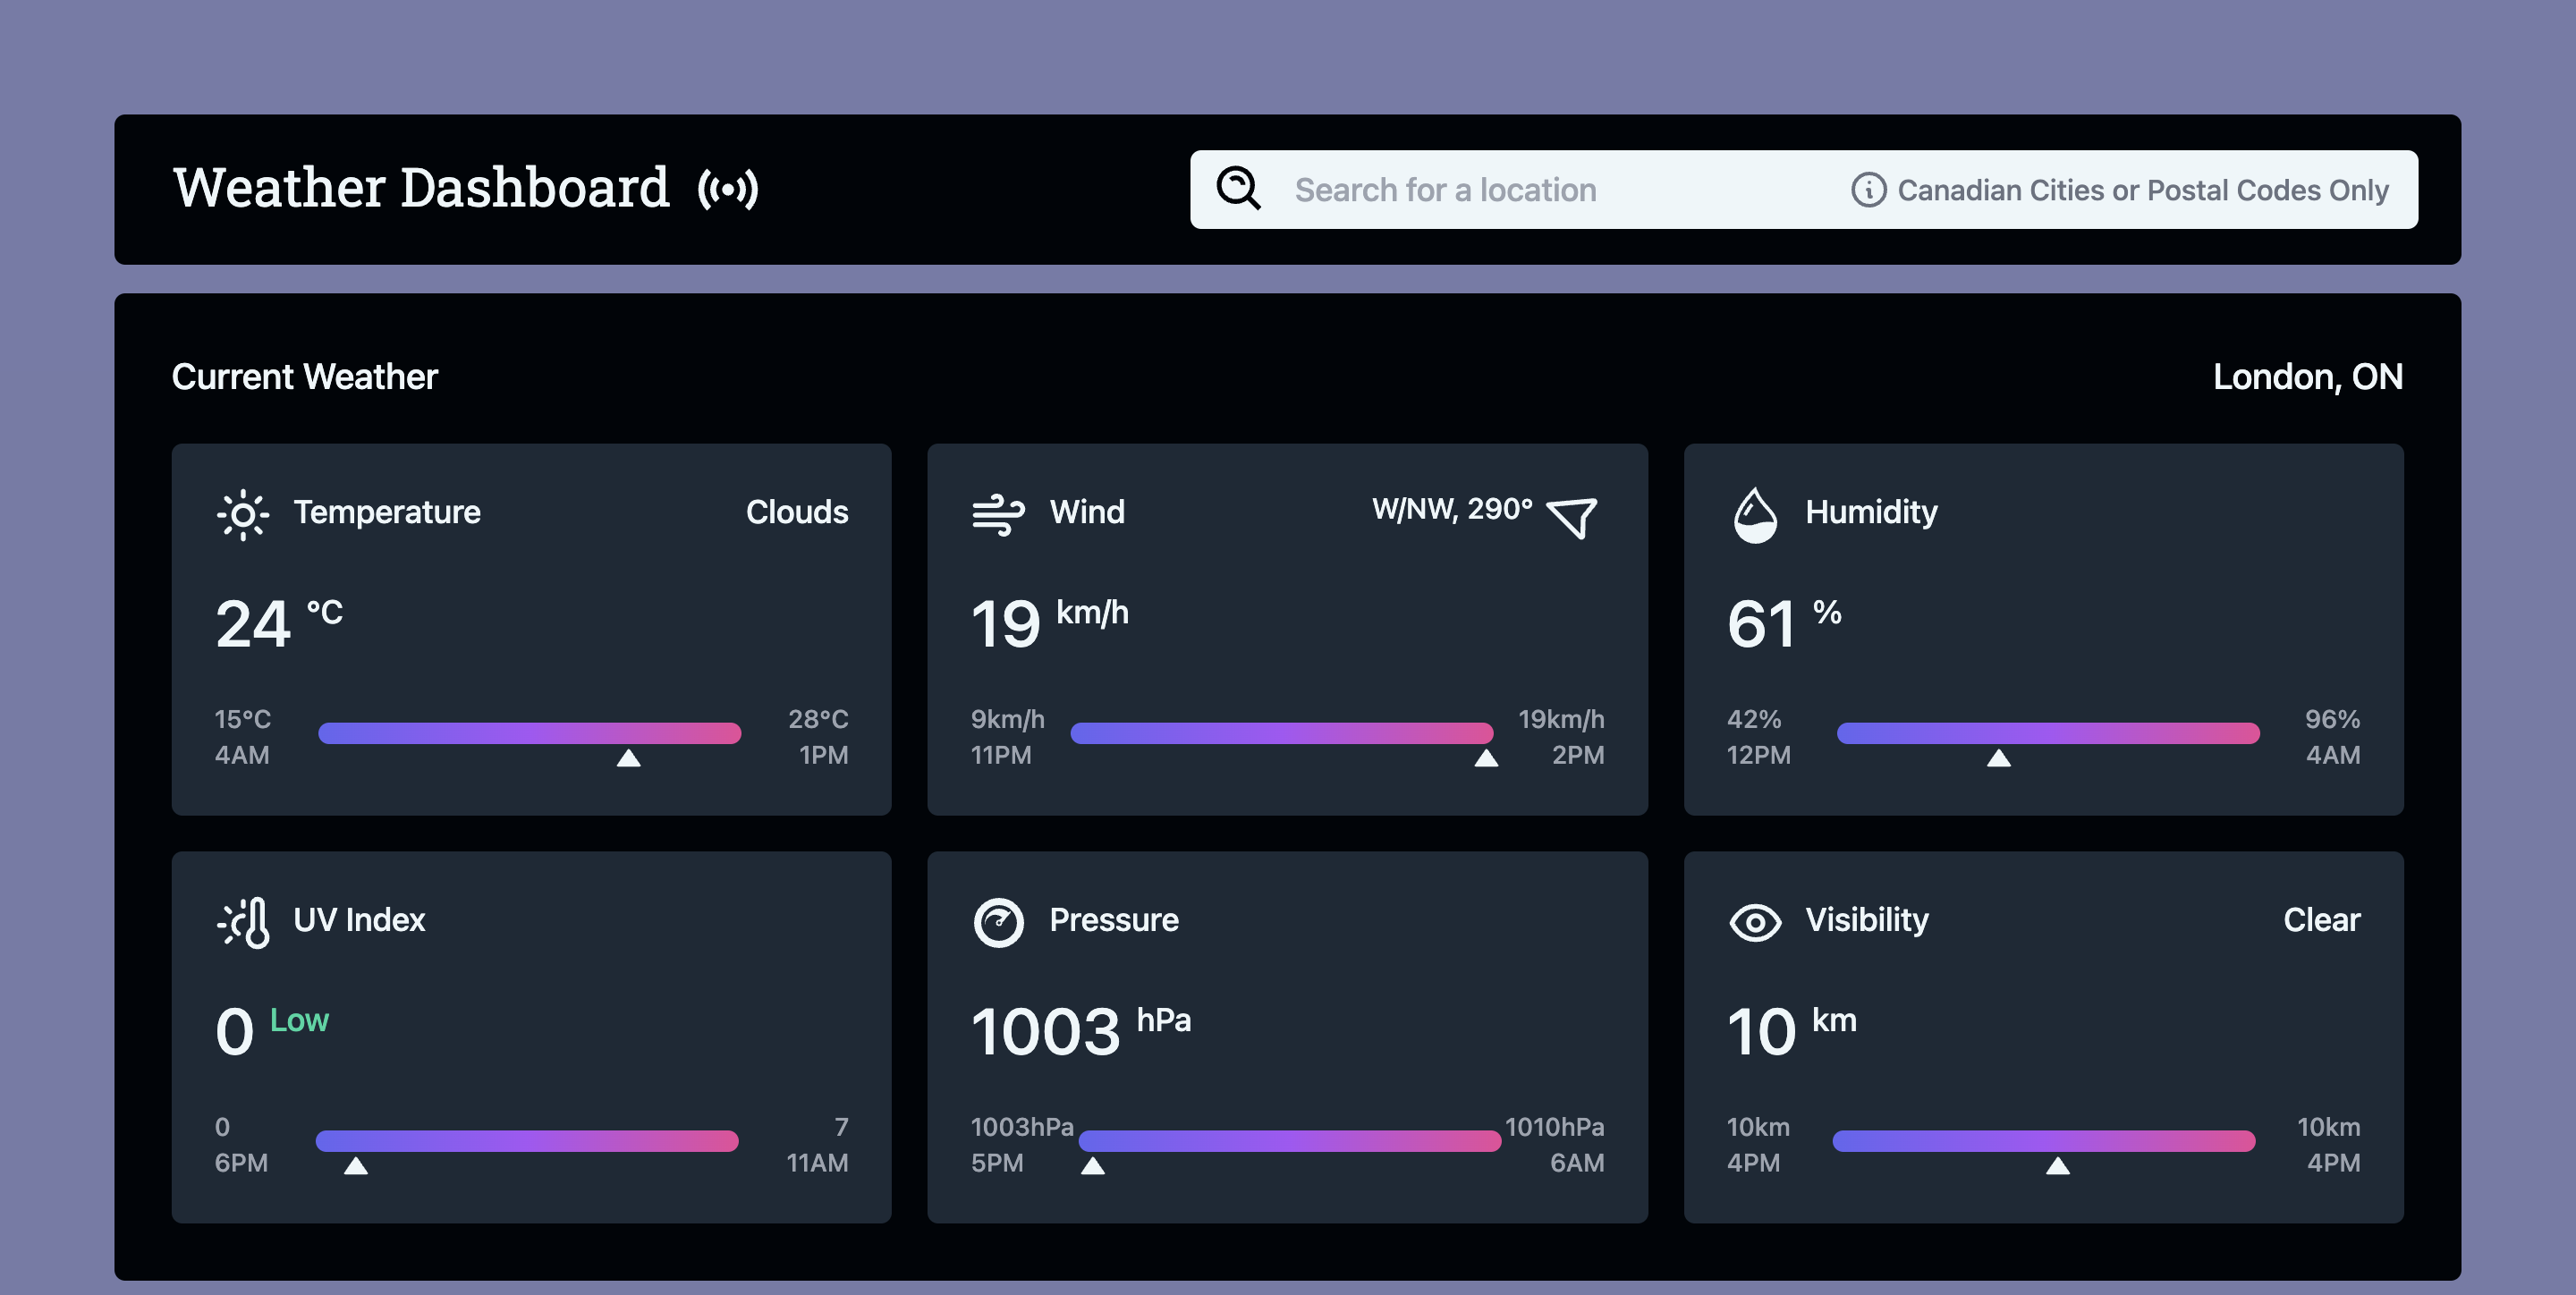 Weather Dashboard
Search for a location
Canadian Cities or Postal Codes Only
Current Weather
London, ON
Temperature
Clouds
24 °C
15°C
4AM
28°C
1PM
Wind
W/NW, 290°
19 km/h
9km/h
11PM
19km/h
2PM
Humidity
61 %
42%
12PM
96%
4AM
UV Index
0 Low
0
6PM
7
11AM
Pressure
1003 hPa
1003hPa
5PM
1010hPa
6AM
Visibility
Clear
10 km
10km
4PM
10km
4PM